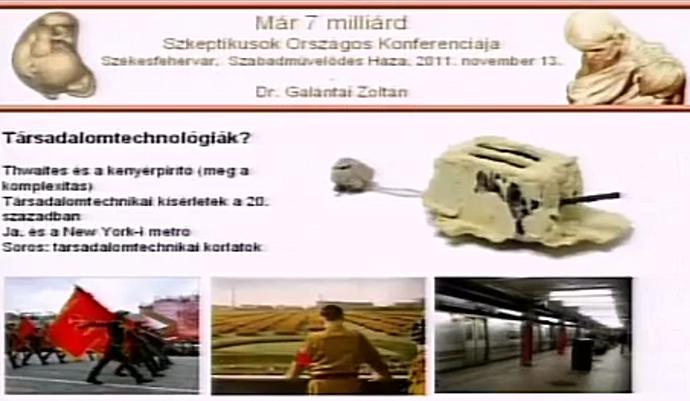 Már 7 milliárd
Szkeptikusok Országos Konferenciája
Székesfehérvár, Szabadművelődés Háza, 2011. november 13.
Dr. Galántai Zoltán
Társadalomtechnológiák?
Thwaites és a kenyérpirító (meg a
komplexitás)
Társadalomtechnikai kísérletek a 20.
században
Ja, és a New York-i metró
Soros: társadalomtechnikai korlátok